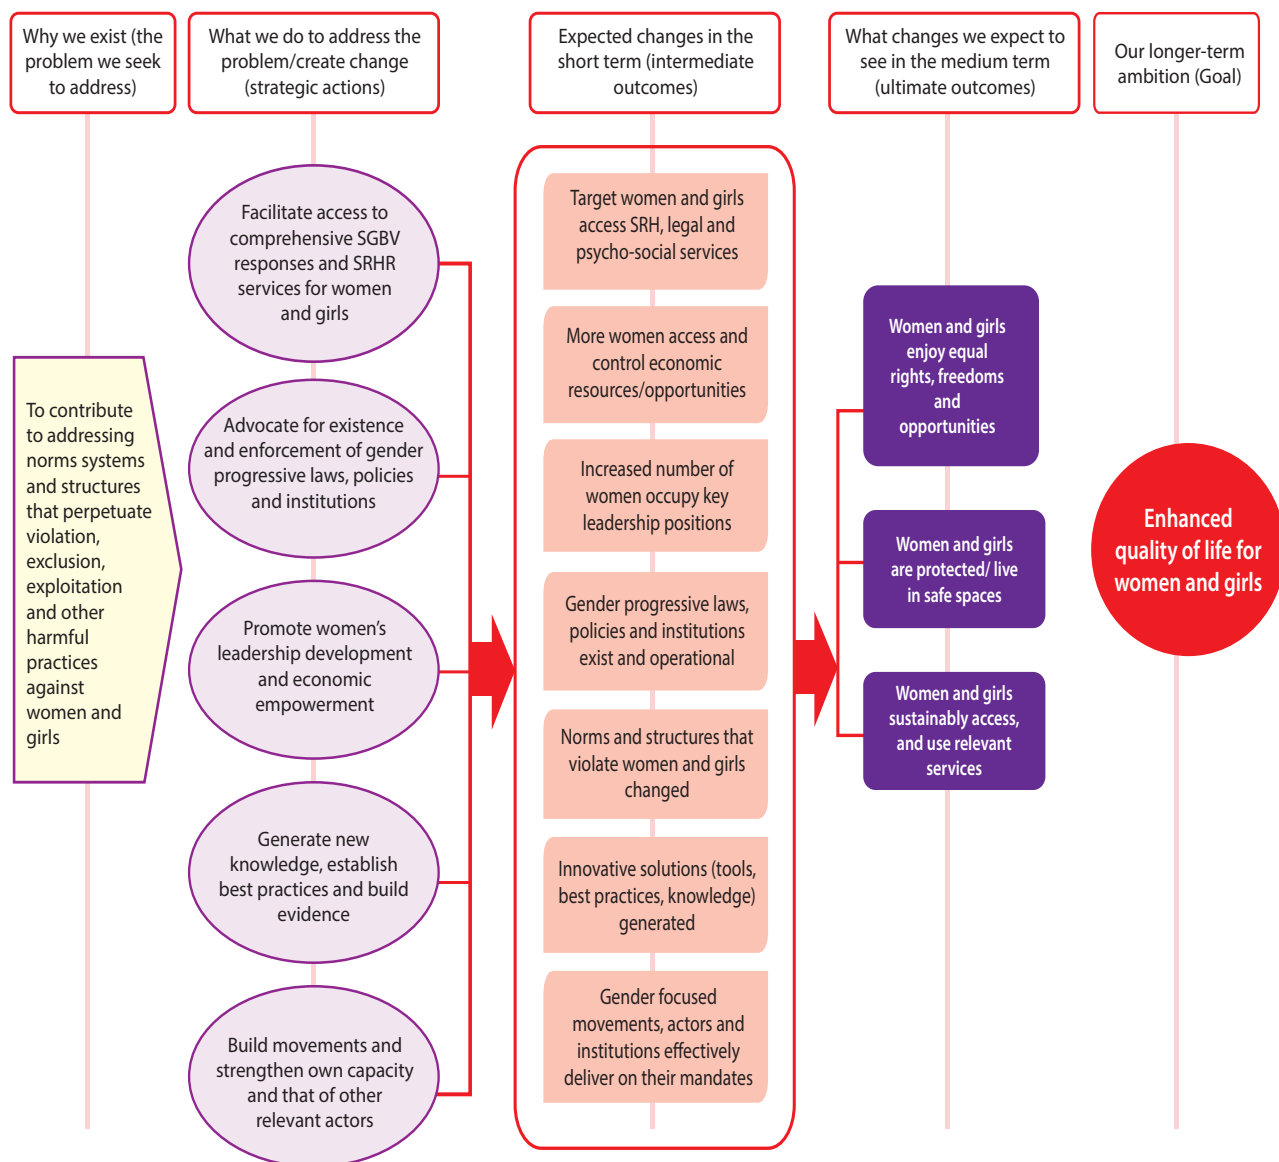 Why we exist (the
problem we seek
to address)
What we do to address the
problem/create change
(strategic actions)
Expected changes in the
short term (intermediate
outcomes)
What changes we expect to
see in the medium term
(ultimate outcomes)
Our longer-term
ambition (Goal)
To contribute
to addressing
norms systems
and structures
that perpetuate
violation,
exclusion,
exploitation
and other
harmful
practices
against
women and
girls
Facilitate access to
comprehensive SGBV
responses and SRHR
services for women
and girls
Advocate for existence
and enforcement of gender
progressive laws, policies
and institutions
Promote women’s
leadership development
and economic
empowerment
Generate new
knowledge, establish
best practices and build
evidence
Build movements and
strengthen own capacity
and that of other
relevant actors
Target women and girls
access SRH, legal and
psycho-social services
More women access and
control economic
resources/opportunities
Increased number of
women occupy key
leadership positions
Gender progressive laws,
policies and institutions
exist and operational
Norms and structures that
violate women and girls
changed
Innovative solutions (tools,
best practices, knowledge)
generated
Gender focused
movements, actors and
institutions effectively
deliver on their mandates
Women and girls
enjoy equal
rights, freedoms
and
opportunities
Women and girls
are protected/ live
in safe spaces
Women and girls
sustainably access,
and use relevant
services
Enhanced
quality of life for
women and girls